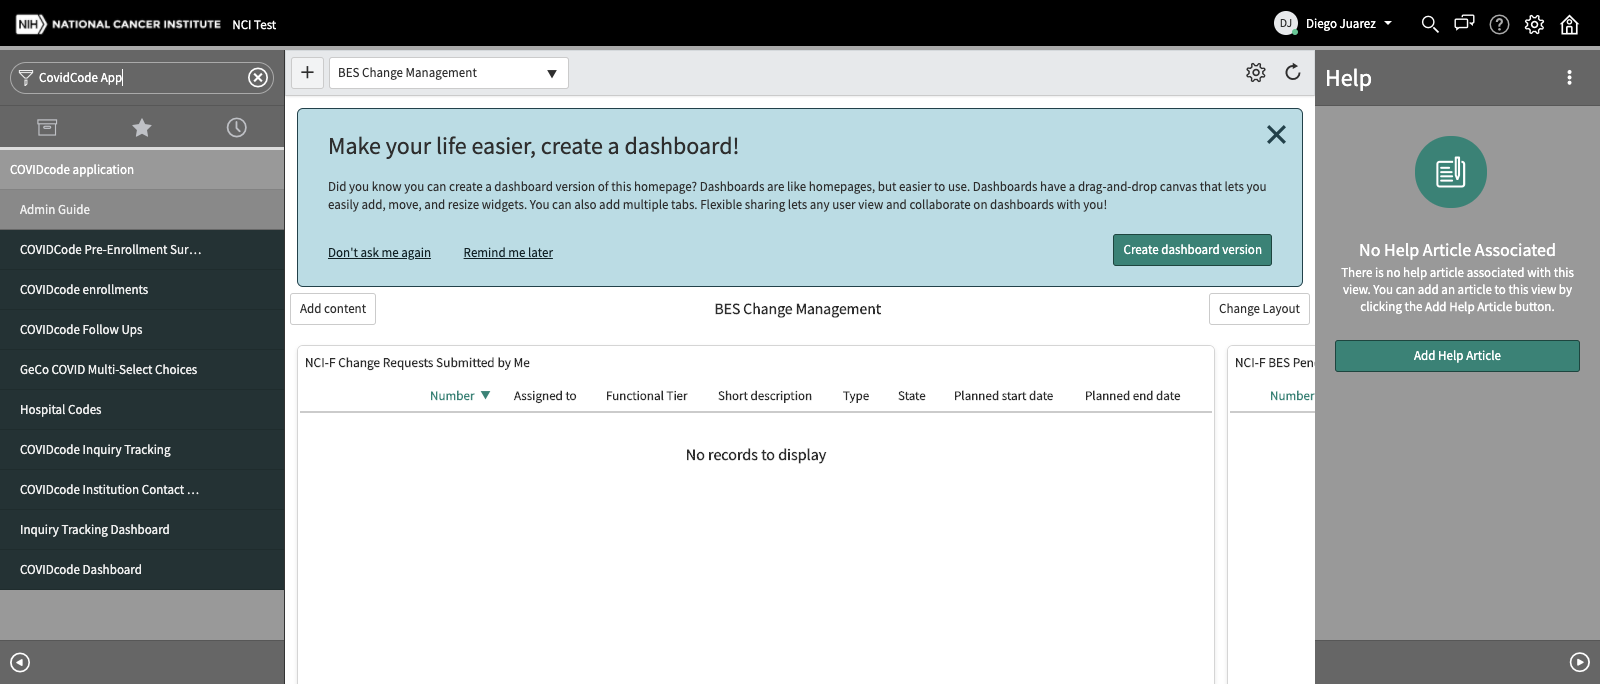 NIH NATIONAL CANCER INSTITUTE NCI Test
DJ Diego Juarez
CovidCode App
COVIDcode application
Admin Guide
COVIDCode Pre-Enrollment Sur...
COVIDcode enrollments
COVIDcode Follow Ups
GeCo COVID Multi-Select Choices
Hospital Codes
COVIDcode Inquiry Tracking
COVIDcode Institution Contact ...
Inquiry Tracking Dashboard
COVIDcode Dashboard
BES Change Management
Make your life easier, create a dashboard!
Did you know you can create a dashboard version of this homepage? Dashboards are like homepages, but easier to use. Dashboards have a drag-and-drop canvas that lets you
easily add, move, and resize widgets. You can also add multiple tabs. Flexible sharing lets any user view and collaborate on dashboards with you!
Don't ask me again Remind me later Create dashboard version
Add content BES Change Management Change Layout
NCI-F Change Requests Submitted by Me
Number Assigned to Functional Tier Short description Type State Planned start date Planned end date
No records to display
NCI-F BES Pen
Number
Help
No Help Article Associated
There is no help article associated with this
view. You can add an article to this view by
clicking the Add Help Article button.
Add Help Article